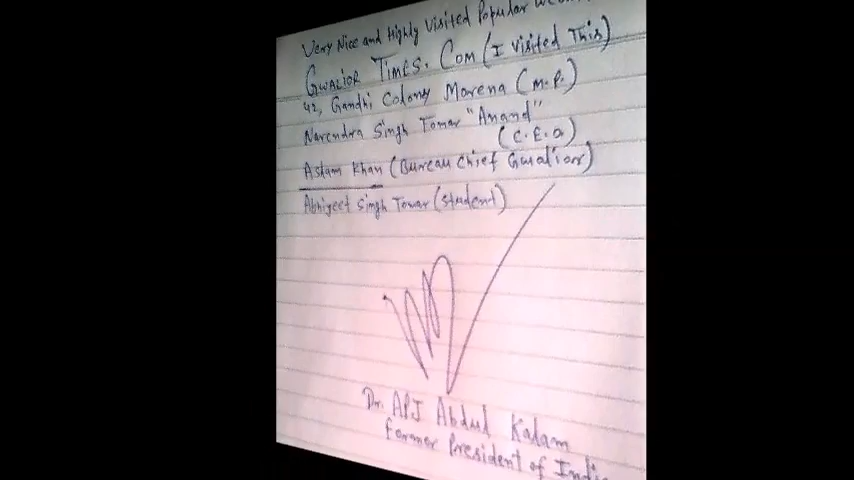 Very Nice and Highly Visited Popular
GWALIOR TIMES. COM (I visited This)
42, Gandhi Colony Morena (M.P.)
Narendra Singh Tomar "Anand"
(C.E.O)
Aslam Khan (Bureau Chief Gwalior)
Abhijeet Singh Tomar (Student)
Dr. APJ Abdul Kalam
Former President of Indi